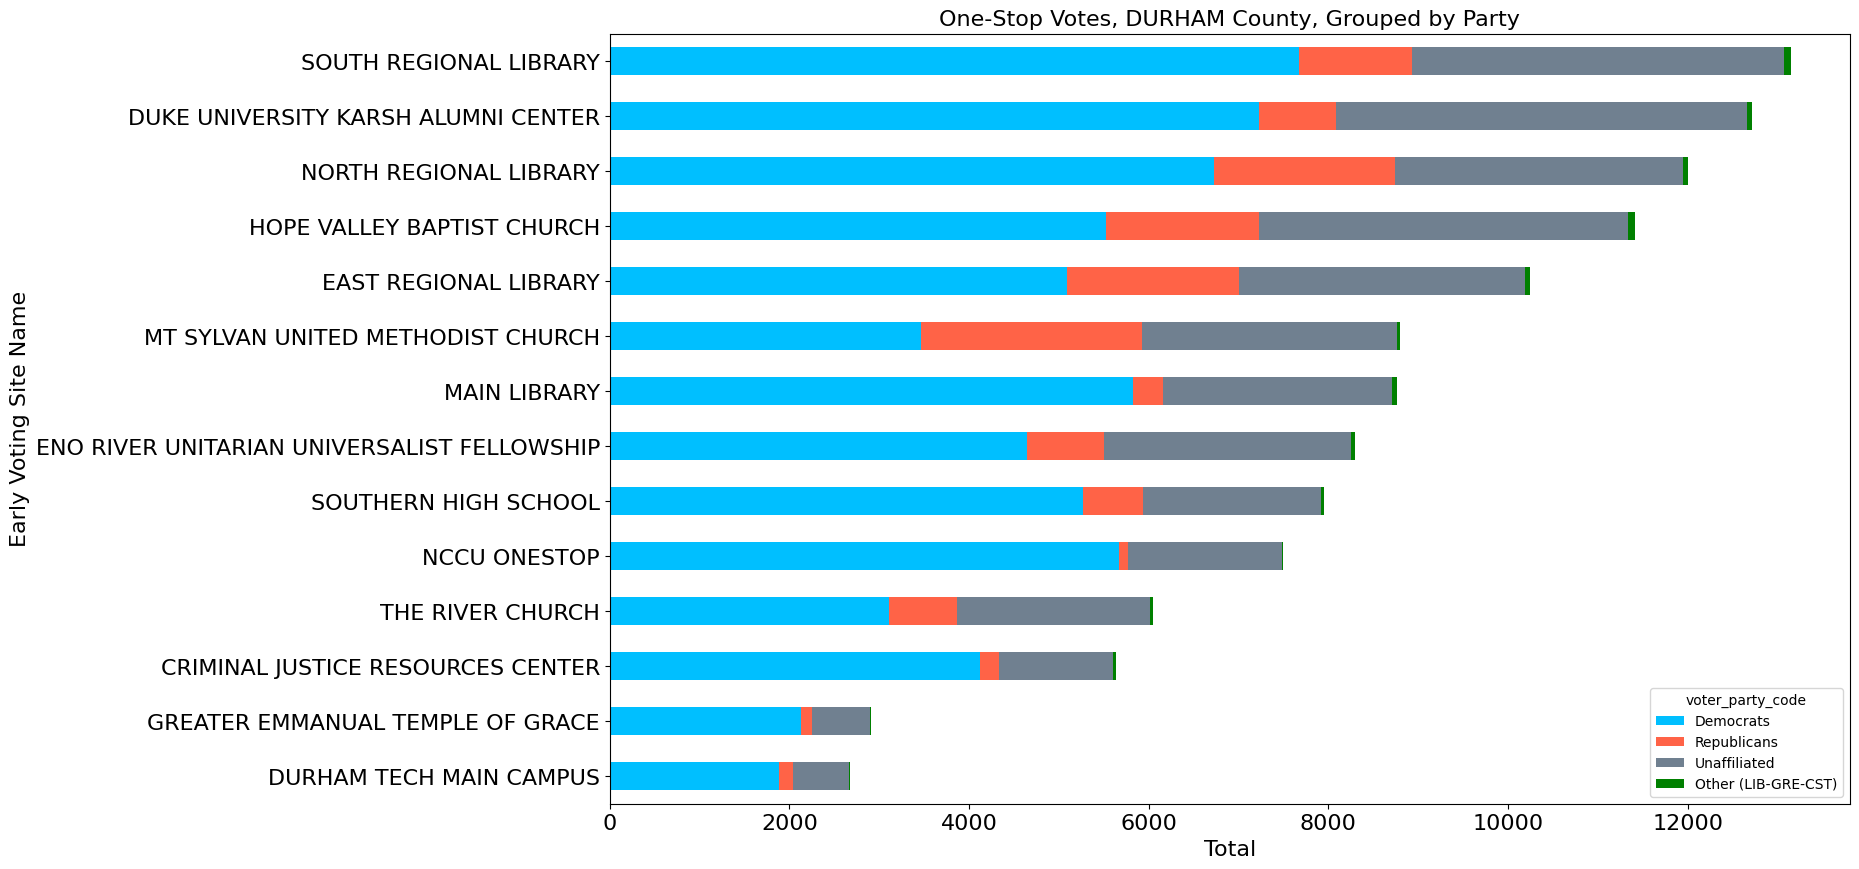 One-Stop Votes, DURHAM County, Grouped by Party
Early Voting Site Name
SOUTH REGIONAL LIBRARY
DUKE UNIVERSITY KARSH ALUMNI CENTER
NORTH REGIONAL LIBRARY
HOPE VALLEY BAPTIST CHURCH
EAST REGIONAL LIBRARY
MT SYLVAN UNITED METHODIST CHURCH
MAIN LIBRARY
ENO RIVER UNITARIAN UNIVERSALIST FELLOWSHIP
SOUTHERN HIGH SCHOOL
NCCU ONESTOP
THE RIVER CHURCH
CRIMINAL JUSTICE RESOURCES CENTER
GREATER EMMANUAL TEMPLE OF GRACE
DURHAM TECH MAIN CAMPUS
voter_party_code
Democrats
Republicans
Unaffiliated
Other (LIB-GRE-CST)
0 2000 4000 6000 8000 10000 12000
Total